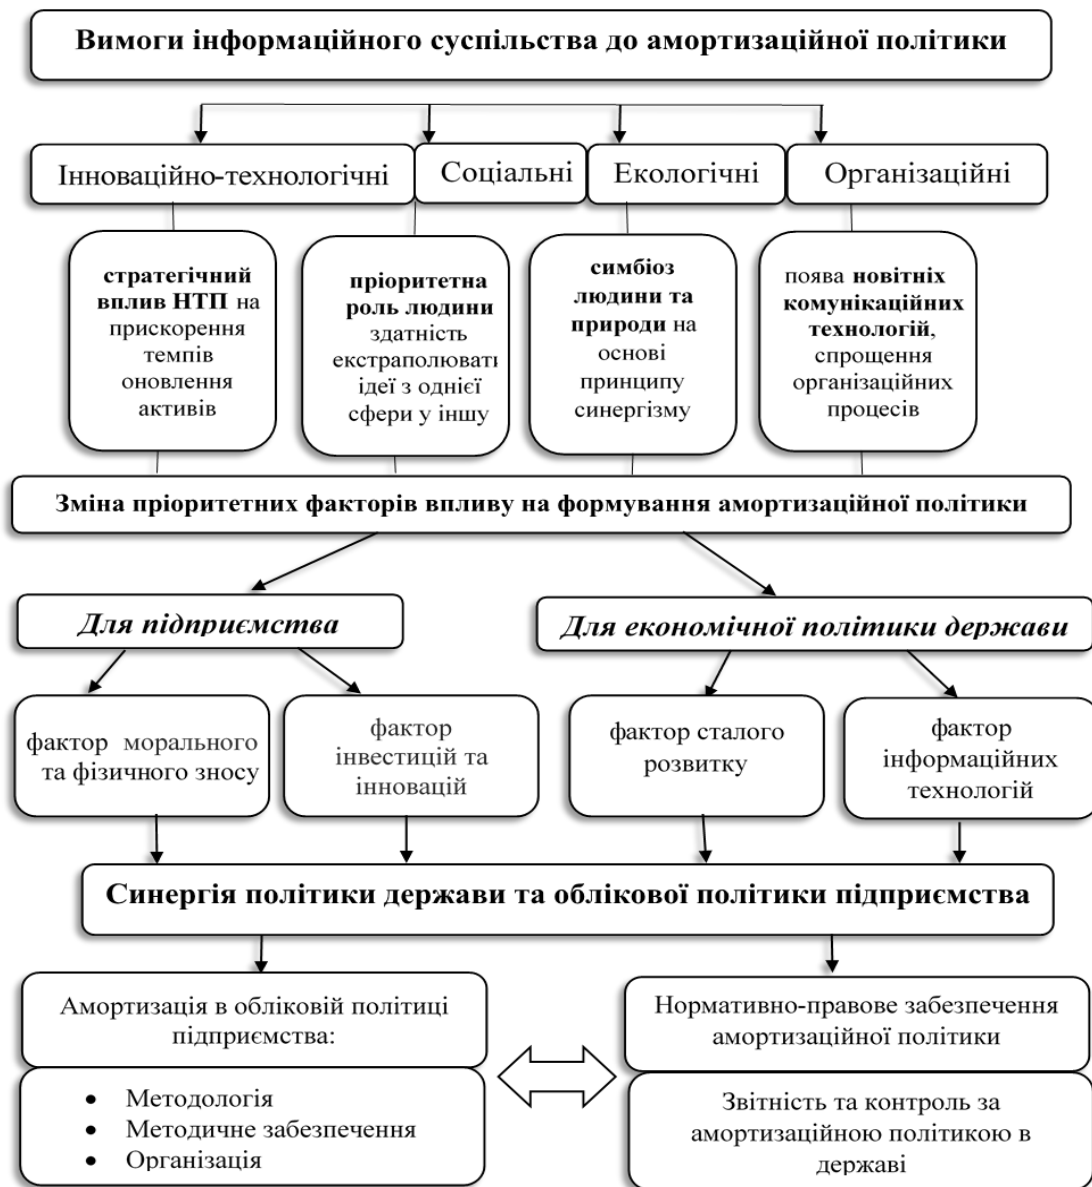 Вимоги інформаційного суспільства до амортизаційної політики
Інноваційно-технологічні
Соціальні
Екологічні
Організаційні
стратегічний
вплив НТП на
прискорення
темпів
оновлення
активів
пріоритетна
роль людини
здатність
екстраполювать
ідеї з однієї
сфери у іншу
симбіоз
людини та
природи на
основі
принципу
синергізму
поява новітніх
комунікаційних
технологій,
спрощення
організаційних
процесів
Зміна пріоритетних факторів впливу на формування амортизаційної політики
Для підприємства
Для економічної політики держави
фактор морального
та фізичного зносу
фактор
інвестицій та
інновацій
фактор сталого
розвитку
фактор
інформаційних
технологій
Синергія політики держави та облікової політики підприємства
Амортизація в обліковій політиці
підприємства:
• Методологія
• Методичне забезпечення
• Організація
Нормативно-правове забезпечення
амортизаційної політики
Звітність та контроль за
амортизаційною політикою в
державі